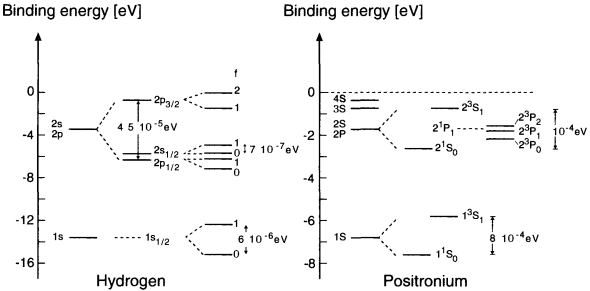 Binding energy [eV]
0
-4
-8
-12
-16
2s
2p
1s
2p3/2
4 5 10-5eV
2s1/2
2p1/2
1s1/2
f
2
1
1
0
1
0
7 10-7eV
1
6 10-6eV
0
Hydrogen
Binding energy [eV]
0
-2
-4
-6
-8
4S
3S
2S
2P
1S
2³S₁
2¹P₁
2¹S₀
2³P₂
2³P₁
2³P₀
10-4eV
1³S₁
8 10-4eV
1¹S₀
Positronium